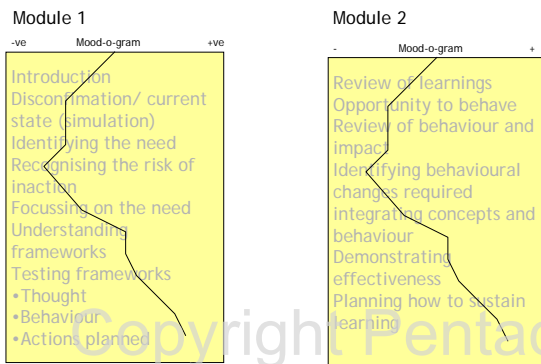 Module 1
-ve Mood-o-gram +ve
Introduction
Disconfimation/ current
state (simulation)
Identifying the need
Recognising the risk of
inaction
Focussing on the need
Understanding
frameworks
Testing frameworks
•Thought
•Behaviour
•Actions planned
Module 2
- Mood-o-gram +
Review of learnings
Opportunity to behave
Review of behaviour and
impact
Identifying behavioural
changes required
integrating concepts and
behaviour
Demonstrating
effectiveness
Planning how to sustain
learning
Copyright